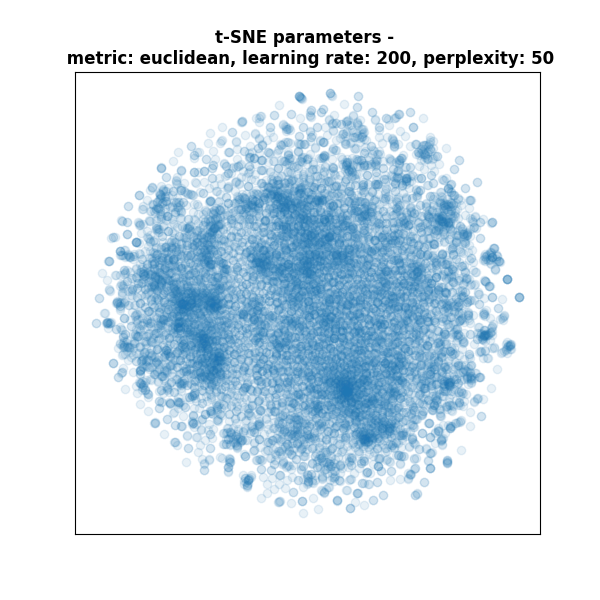 t-SNE parameters -
metric: euclidean, learning rate: 200, perplexity: 50